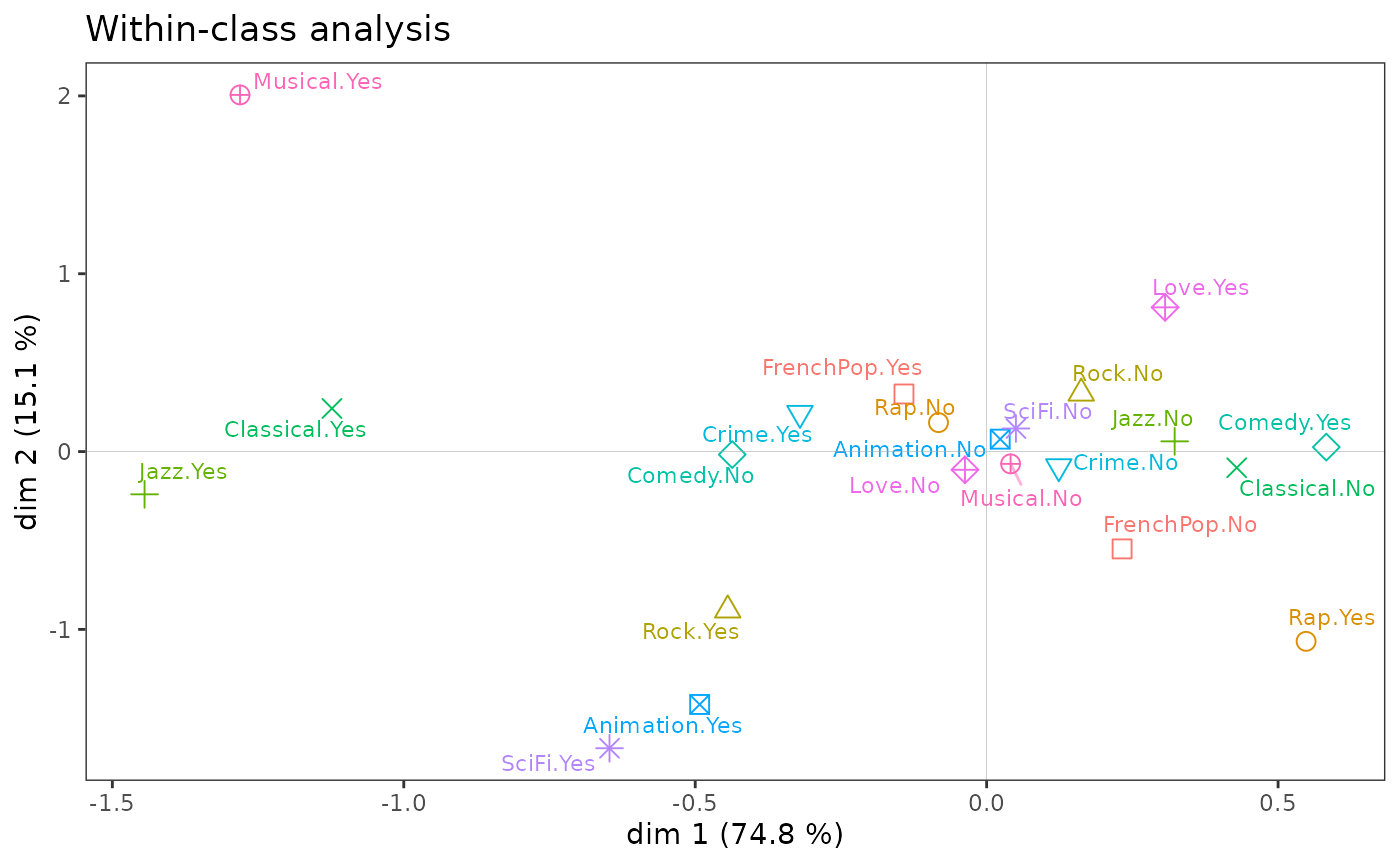 Within-class analysis
Musical.Yes
Love.Yes
FrenchPop.Yes
Rock.No
Rap.No
SciFi.No
Jazz.No
Comedy.Yes
Classical.Yes
Crime.Yes
Animation.No
Crime.No
Jazz.Yes
Comedy.No
Love.No
Musical.No
Classical.No
FrenchPop.No
Rock.Yes
Rap.Yes
Animation.Yes
SciFi.Yes
2
1
0
-1
-1.5
-1.0
-0.5
0.0
0.5
dim 1 (74.8 %)
dim 2 (15.1 %)